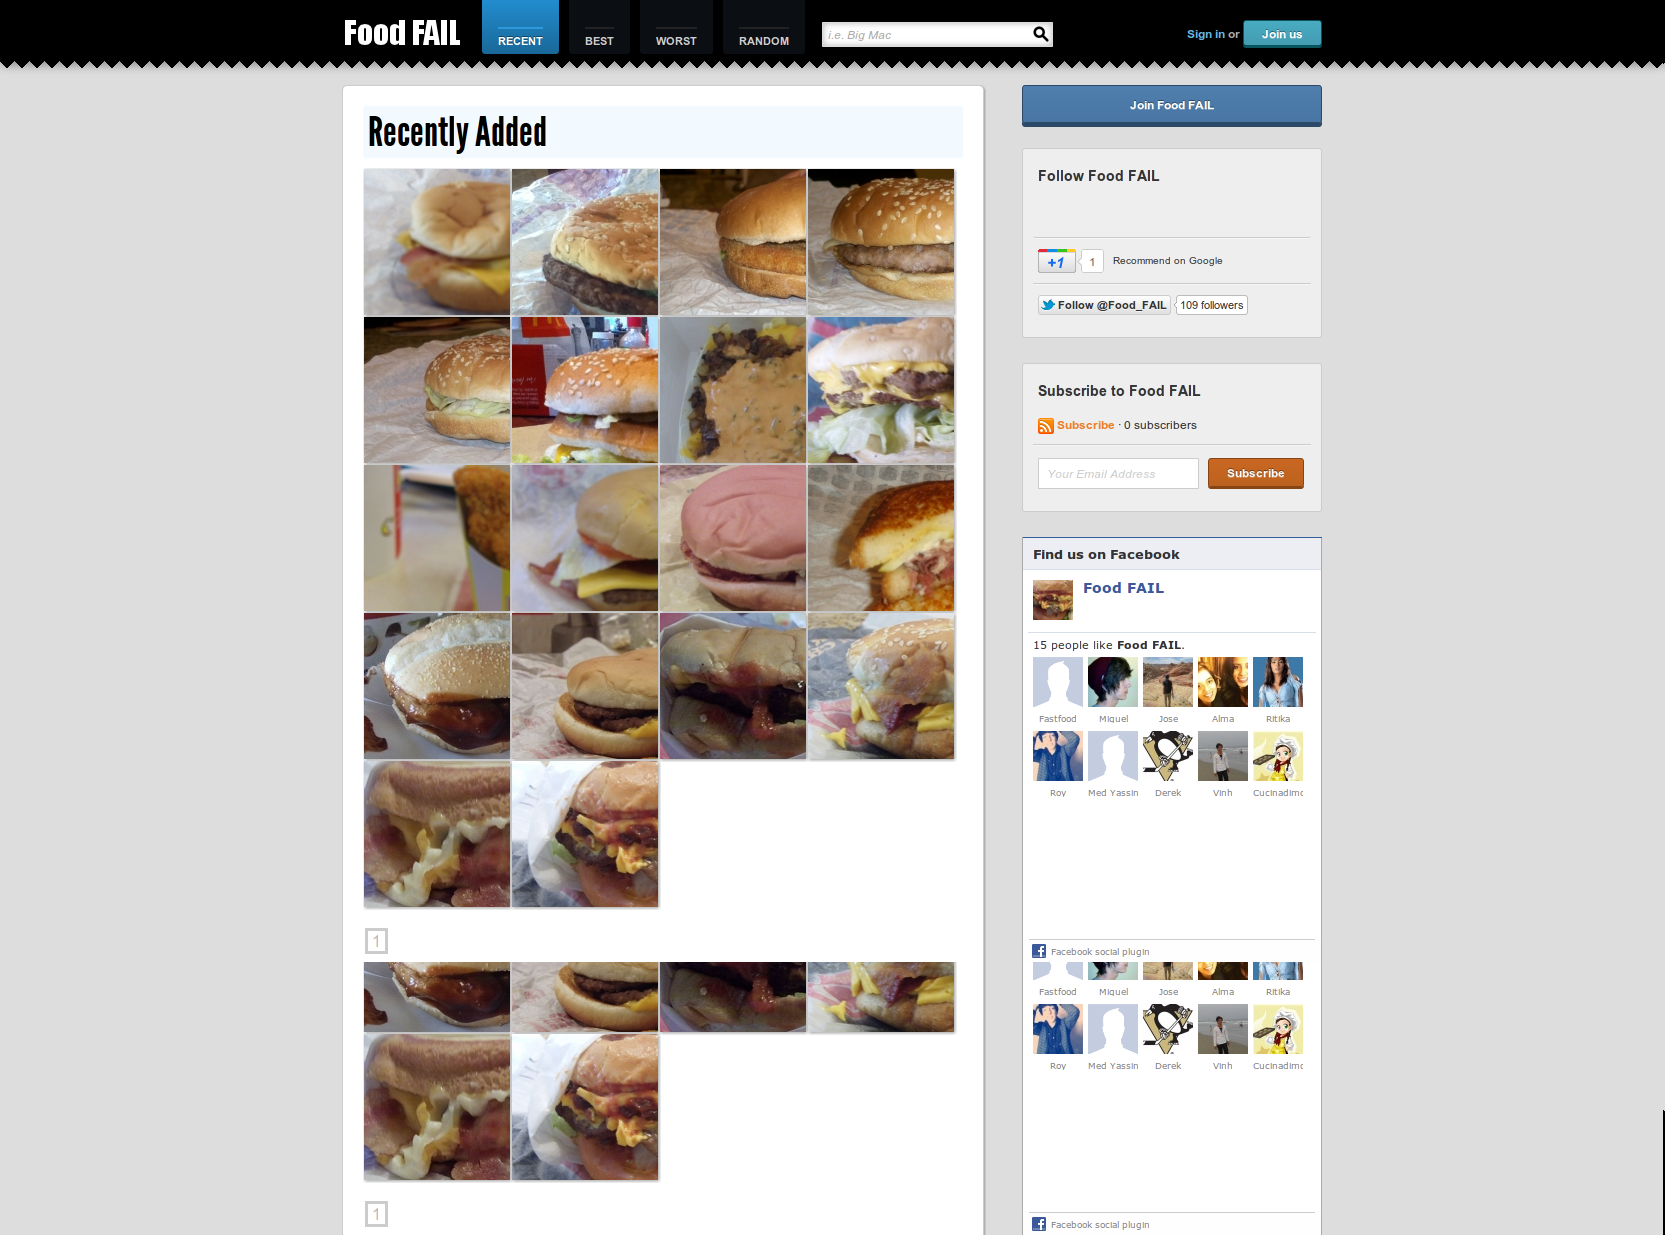 Food FAIL
RECENT
BEST
WORST
RANDOM
i.e. Big Mac
Sign in or
Join us
Recently Added
1
1
Join Food FAIL
Follow Food FAIL
+1
1
Recommend on Google
Follow @Food_FAIL
109 followers
Subscribe to Food FAIL
Subscribe · 0 subscribers
Your Email Address
Subscribe
Find us on Facebook
Food FAIL
15 people like Food FAIL.
Fastfood Miguel Jose Alma Ritika
Roy Med Yassin Derek Vinh Cucinadimc
Facebook social plugin
Fastfood Miguel Jose Alma Ritika
Roy Med Yassin Derek Vinh Cucinadimc
Facebook social plugin